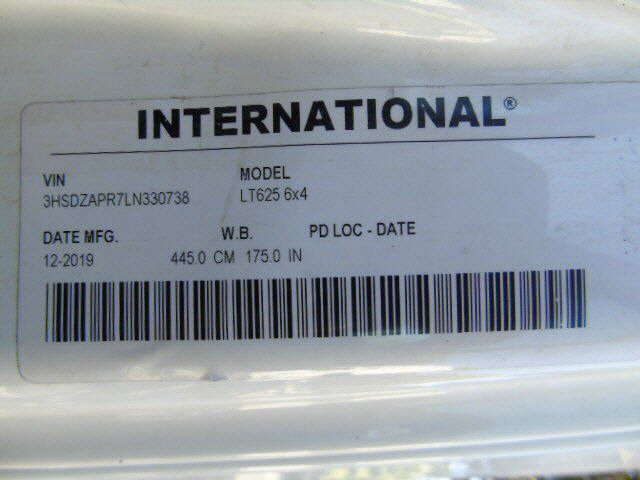 INTERNATIONAL®
VIN MODEL
3HSDZAPR7LN330738 LT625 6x4
DATE MFG. W.B. PD LOC - DATE
12-2019 445.0 CM 175.0 IN